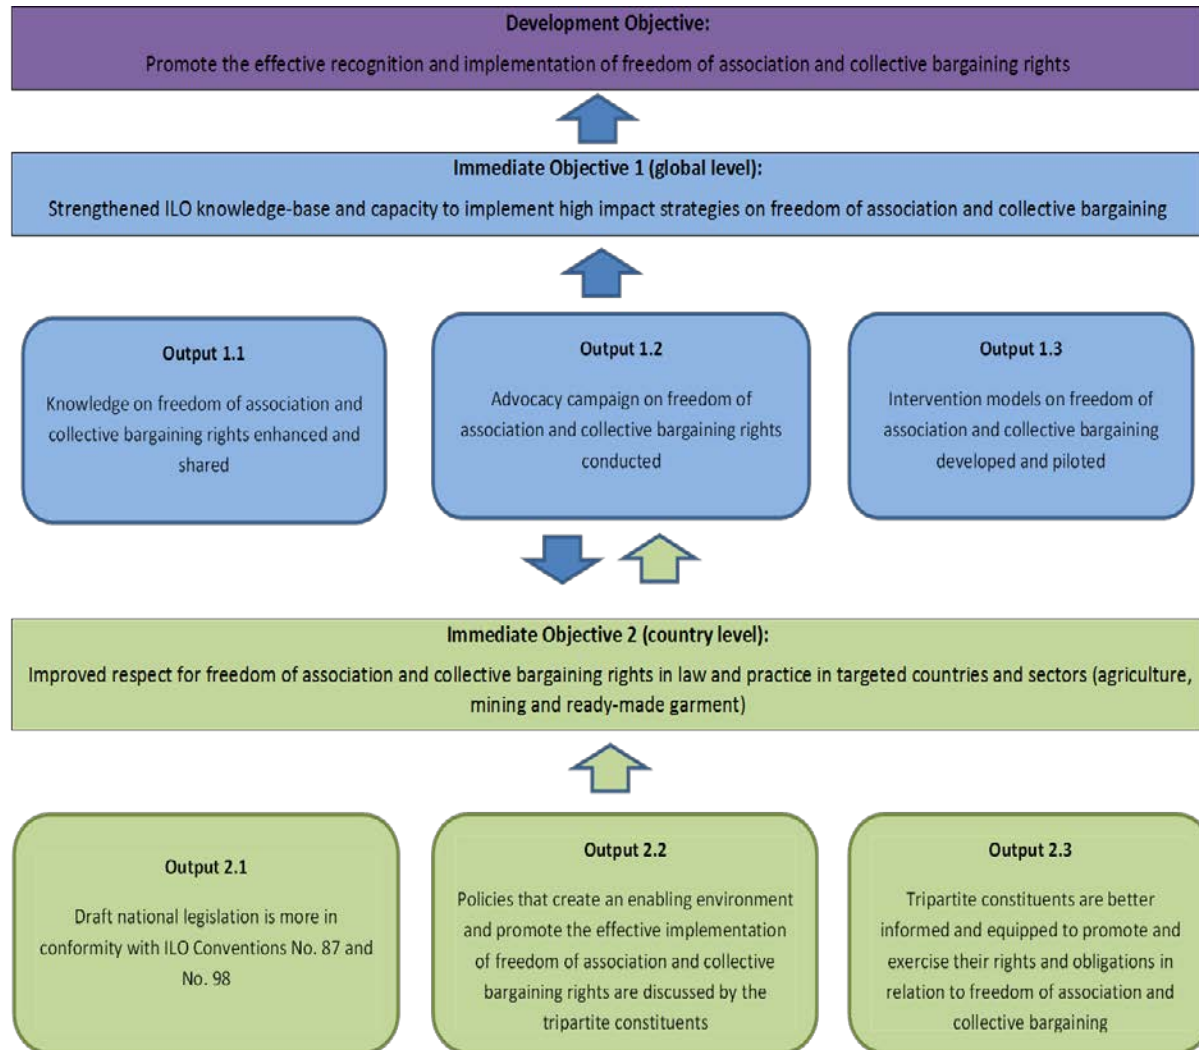 Development Objective:
Promote the effective recognition and implementation of freedom of association and collective bargaining rights
Immediate Objective 1 (global level):
Strengthened ILO knowledge-base and capacity to implement high impact strategies on freedom of association and collective bargaining
Output 1.1
Knowledge on freedom of association and
collective bargaining rights enhanced and
shared
Output 1.2
Advocacy campaign on freedom of
association and collective bargaining rights
conducted
Output 1.3
Intervention models on freedom of
association and collective bargaining
developed and piloted
Immediate Objective 2 (country level):
Improved respect for freedom of association and collective bargaining rights in law and practice in targeted countries and sectors (agriculture,
mining and ready-made garment)
Output 2.1
Draft national legislation is more in
conformity with ILO Conventions No. 87 and
No. 98
Output 2.2
Policies that create an enabling environment
and promote the effective implementation
of freedom of association and collective
bargaining rights are discussed by the
tripartite constituents
Output 2.3
Tripartite constituents are better
informed and equipped to promote and
exercise their rights and obligations in
relation to freedom of association and
collective bargaining